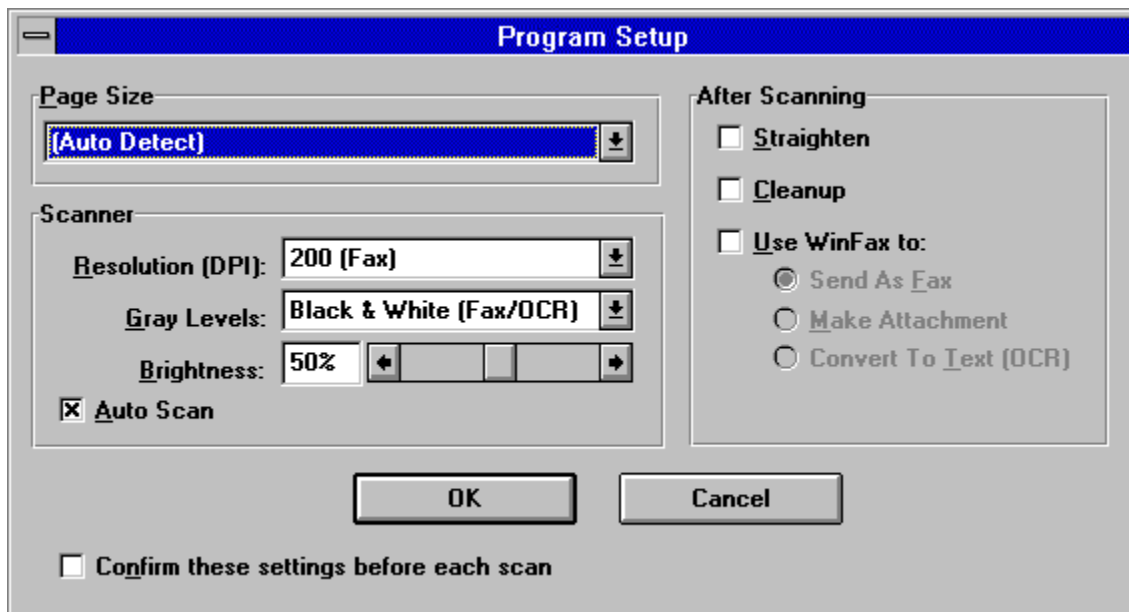 Program Setup
Page Size
(Auto Detect)
Scanner
Resolution (DPI): 200 (Fax)
Gray Levels: Black & White (Fax/OCR)
Brightness: 50%
Auto Scan
After Scanning
Straighten
Cleanup
Use WinFax to:
Send As Fax
Make Attachment
Convert To Text (OCR)
OK Cancel
Confirm these settings before each scan